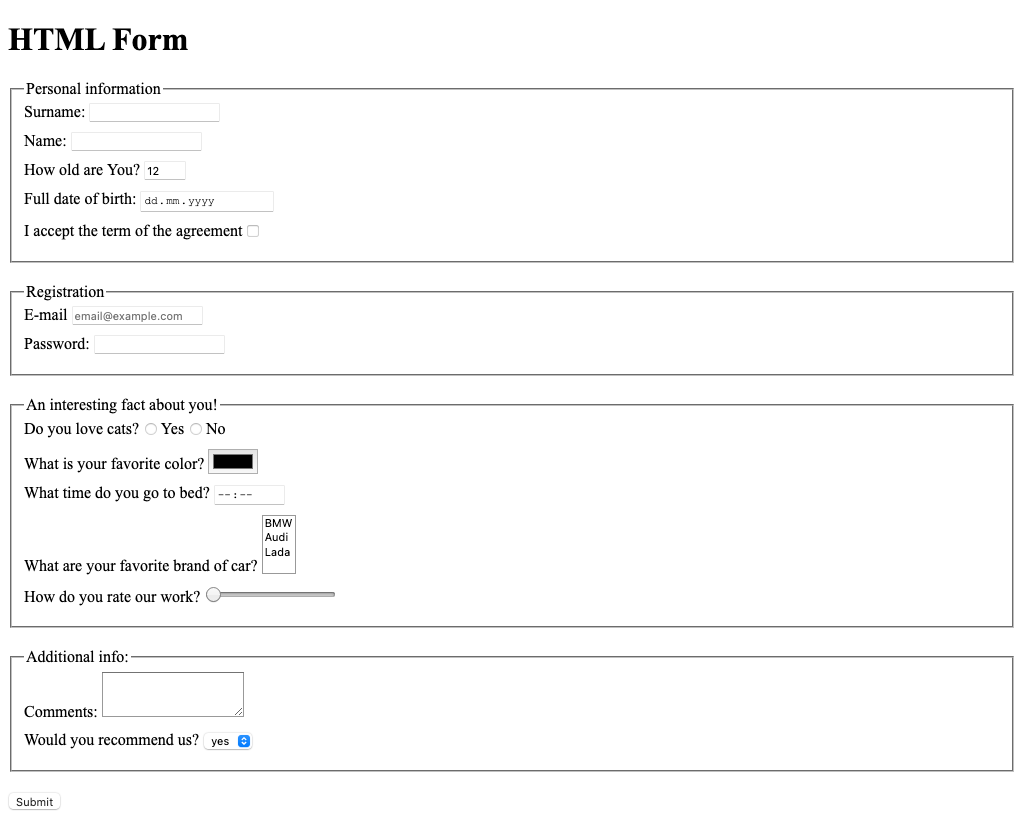 HTML Form
Personal information
Surname:
Name:
How old are You? 12
Full date of birth: dd.mm.yyyy
I accept the term of the agreement
Registration
E-mail email@example.com
Password:
An interesting fact about you!
Do you love cats? Yes No
What is your favorite color?
What time do you go to bed? --:--
BMW
Audi
Lada
What are your favorite brand of car?
How do you rate our work?
Additional info:
Comments:
Would you recommend us? yes
Submit